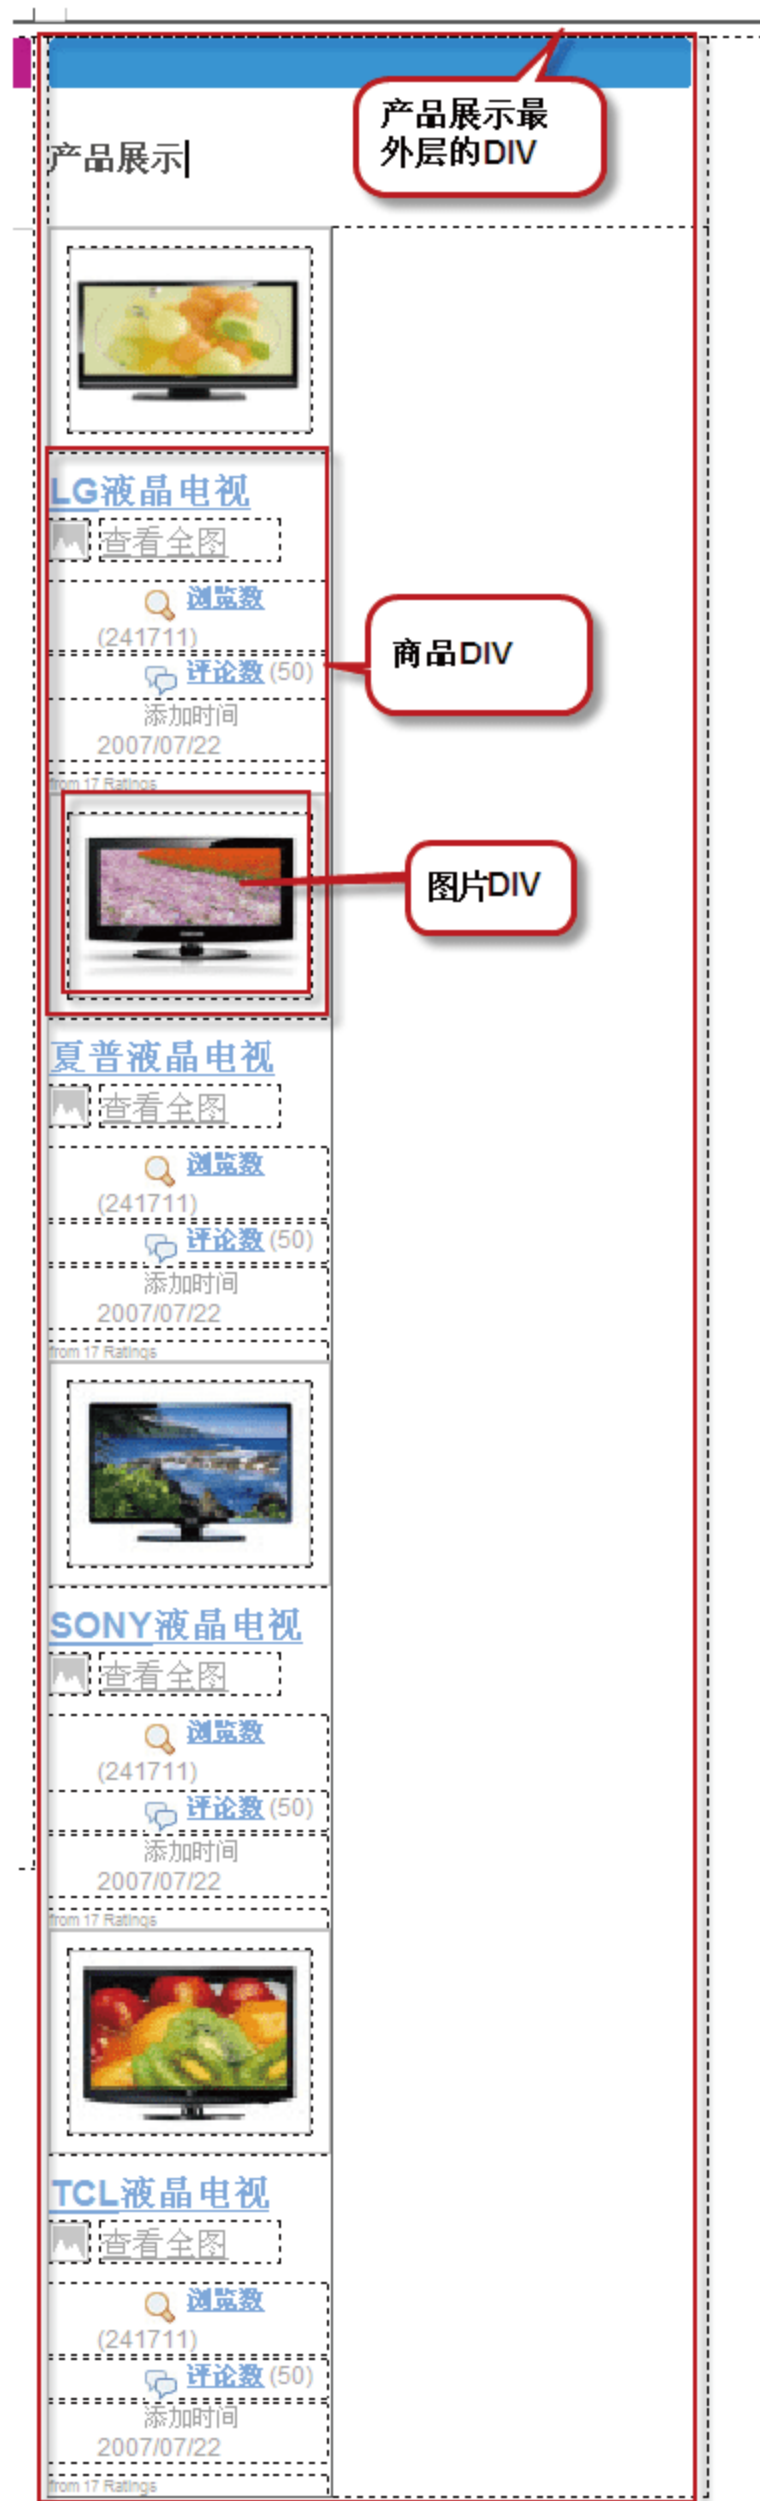 产品展示最
外层的DIV
产品展示
LG液晶电视
查看全图
浏览数
(241711)
评论数(50)
添加时间
2007/07/22
from 17 Ratings
商品DIV
图片DIV
夏普液晶电视
查看全图
浏览数
(241711)
评论数(50)
添加时间
2007/07/22
from 17 Ratings
SONY液晶电视
查看全图
浏览数
(241711)
评论数(50)
添加时间
2007/07/22
from 17 Ratings
TCL液晶电视
查看全图
浏览数
(241711)
评论数(50)
添加时间
2007/07/22
from 17 Ratings